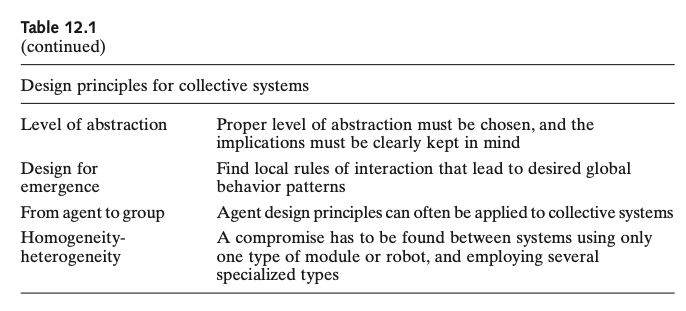 Table 12.1
(continued)
Design principles for collective systems
Level of abstraction Proper level of abstraction must be chosen, and the
implications must be clearly kept in mind
Design for Find local rules of interaction that lead to desired global
emergence behavior patterns
From agent to group Agent design principles can often be applied to collective systems
Homogeneity- A compromise has to be found between systems using only
heterogeneity one type of module or robot, and employing several
specialized types